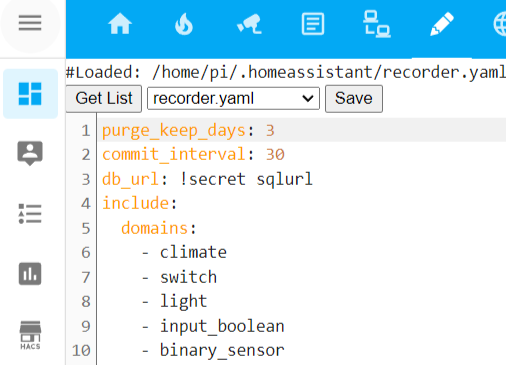 #Loaded: /home/pi/.homeassistant/recorder.yaml
Get List recorder.yaml Save
1 purge_keep_days: 3
2 commit_interval: 30
3 db_url: !secret sqlurl
4 include:
5 domains:
6 - climate
7 - switch
8 - light
9 - input_boolean
10 - binary_sensor
HACS